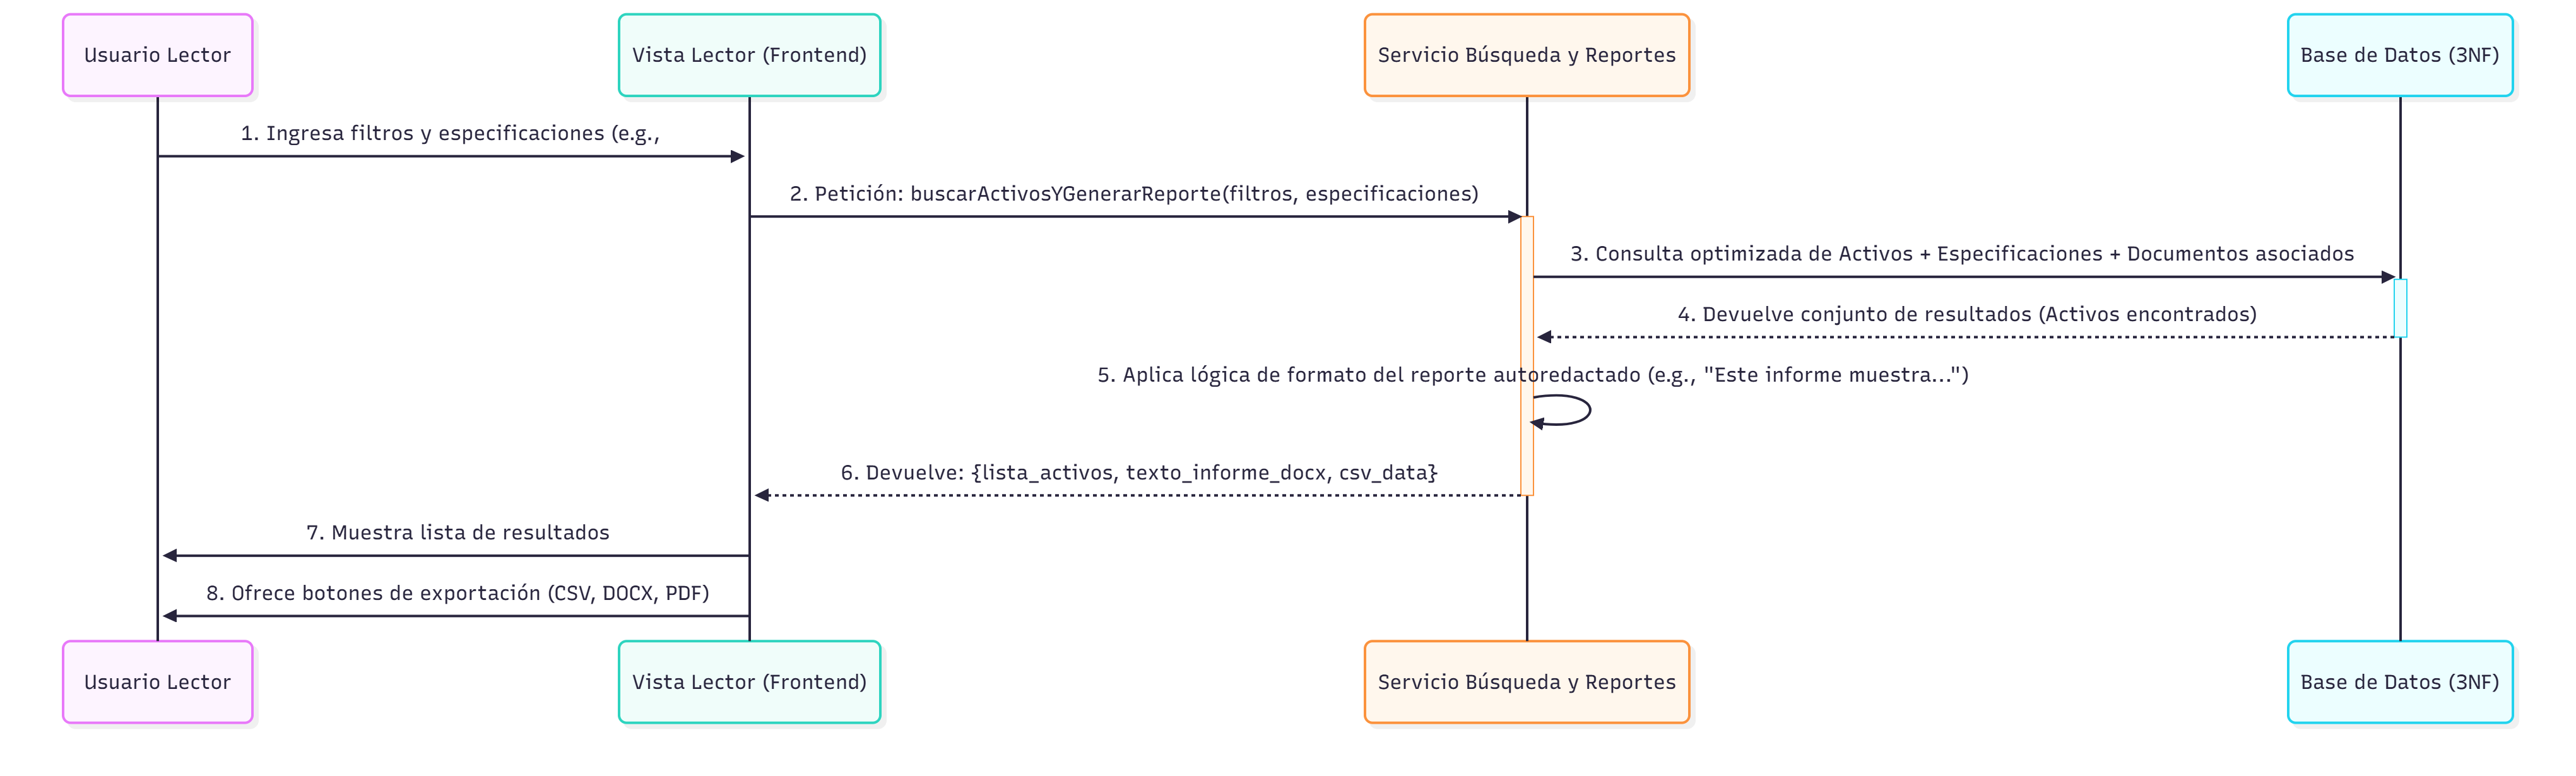 Usuario Lector
Vista Lector (Frontend)
Servicio Búsqueda y Reportes
Base de Datos (3NF)
1. Ingresa filtros y especificaciones (e.g.,
2. Petición: buscarActivosYGenerarReporte(filtros, especificaciones)
3. Consulta optimizada de Activos + Especificaciones + Documentos asociados
4. Devuelve conjunto de resultados (Activos encontrados)
5. Aplica lógica de formato del reporte autoredactado (e.g., "Este informe muestra...")
6. Devuelve: {lista_activos, texto_informe_docx, csv_data}
7. Muestra lista de resultados
8. Ofrece botones de exportación (CSV, DOCX, PDF)
Usuario Lector
Vista Lector (Frontend)
Servicio Búsqueda y Reportes
Base de Datos (3NF)